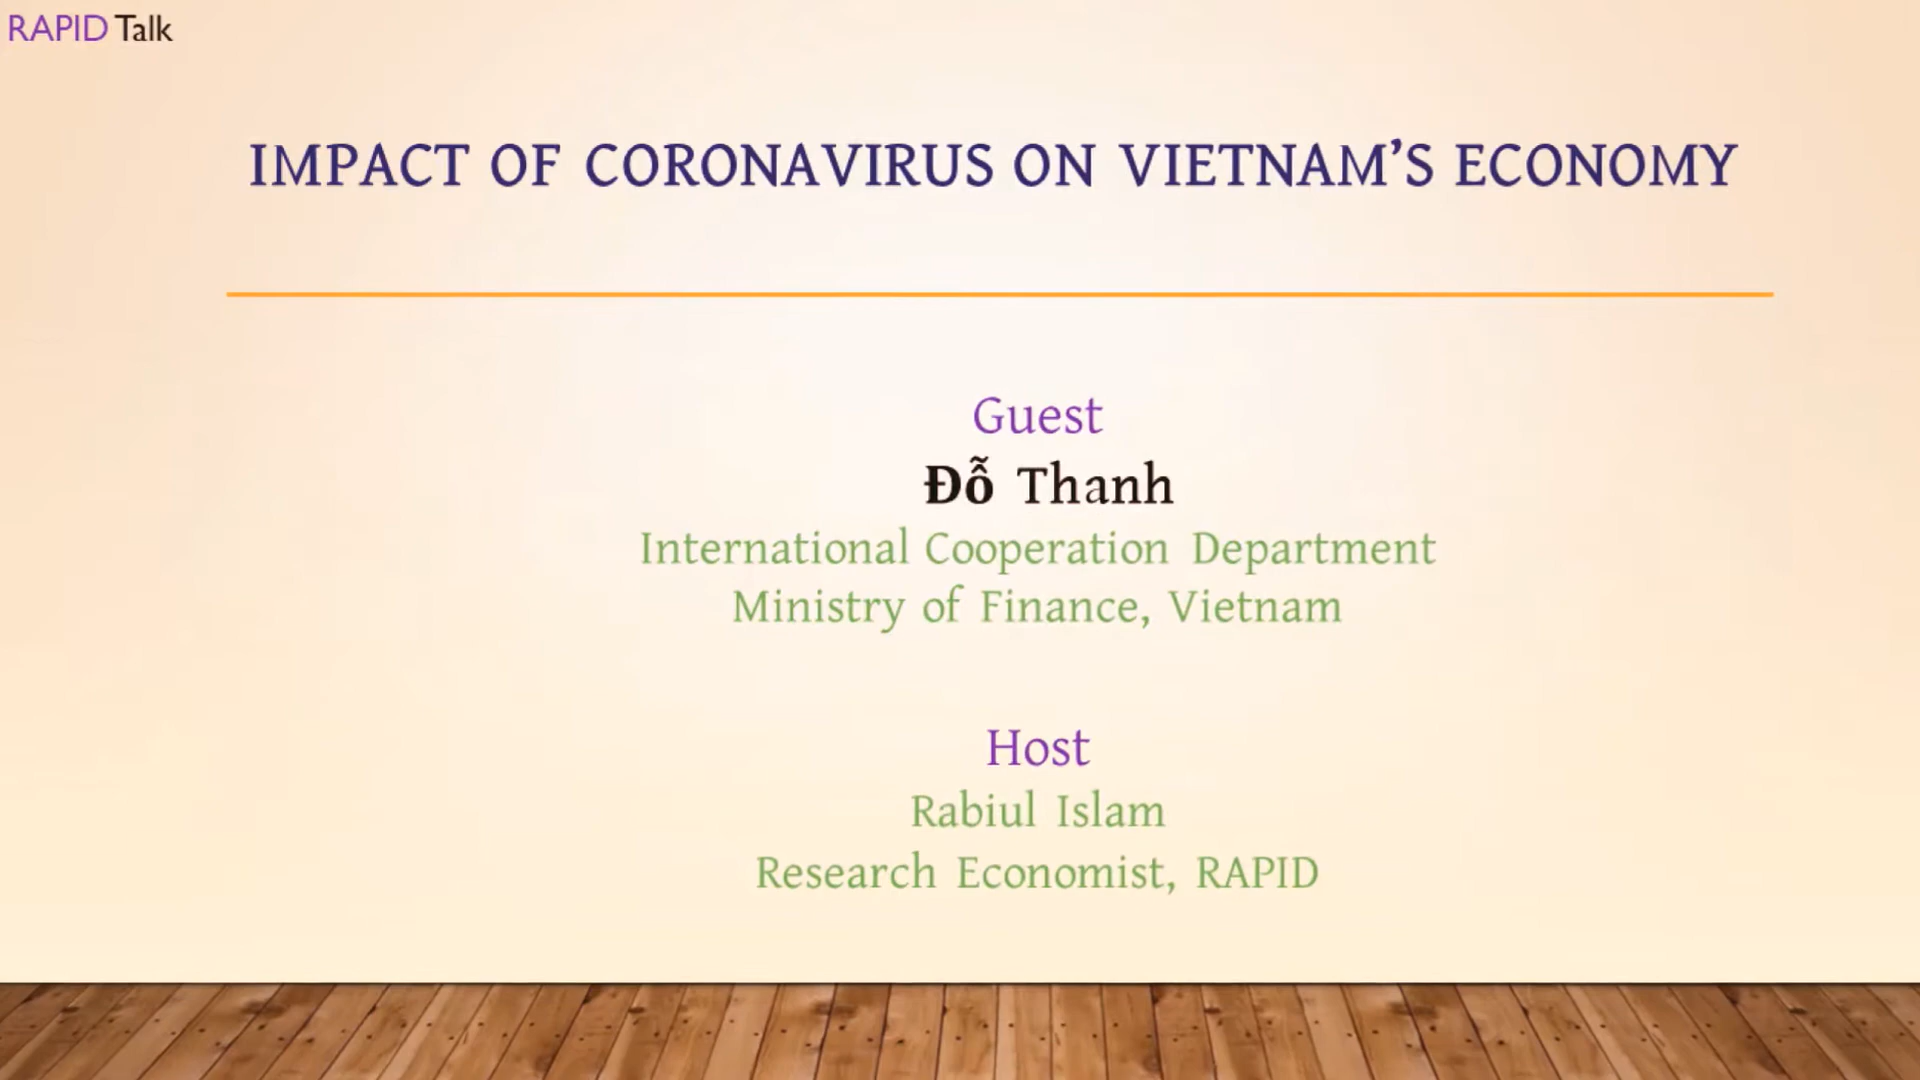 RAPID Talk
IMPACT OF CORONAVIRUS ON VIETNAM’S ECONOMY
Guest
Đỗ Thanh
International Cooperation Department
Ministry of Finance, Vietnam
Host
Rabiul Islam
Research Economist, RAPID